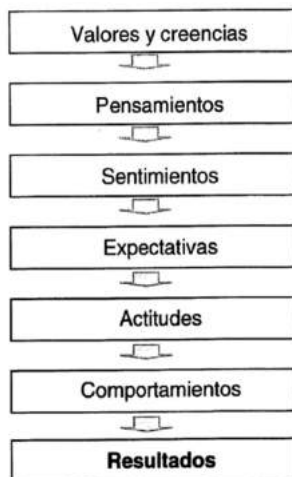 Valores y creencias
Pensamientos
Sentimientos
Expectativas
Actitudes
Comportamientos
Resultados